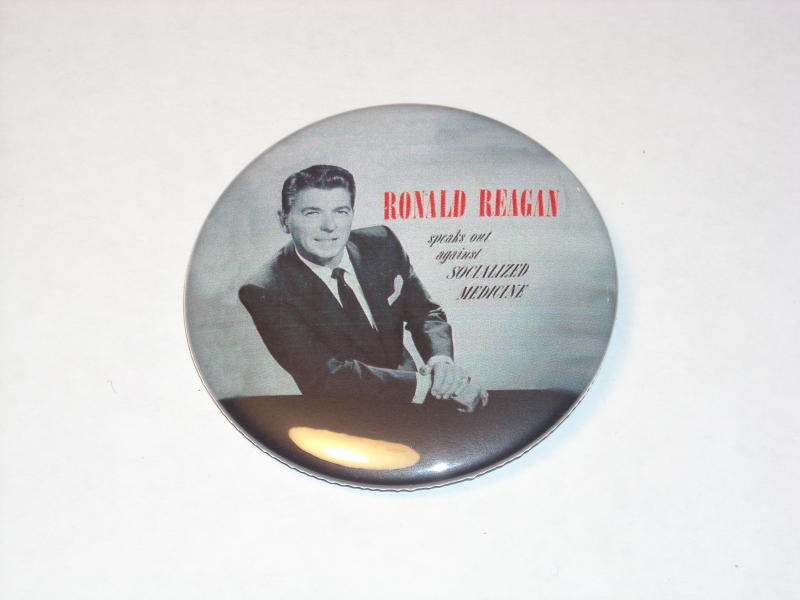 RONALD REAGAN
speaks out
against
SOCIALIZED
MEDICINE